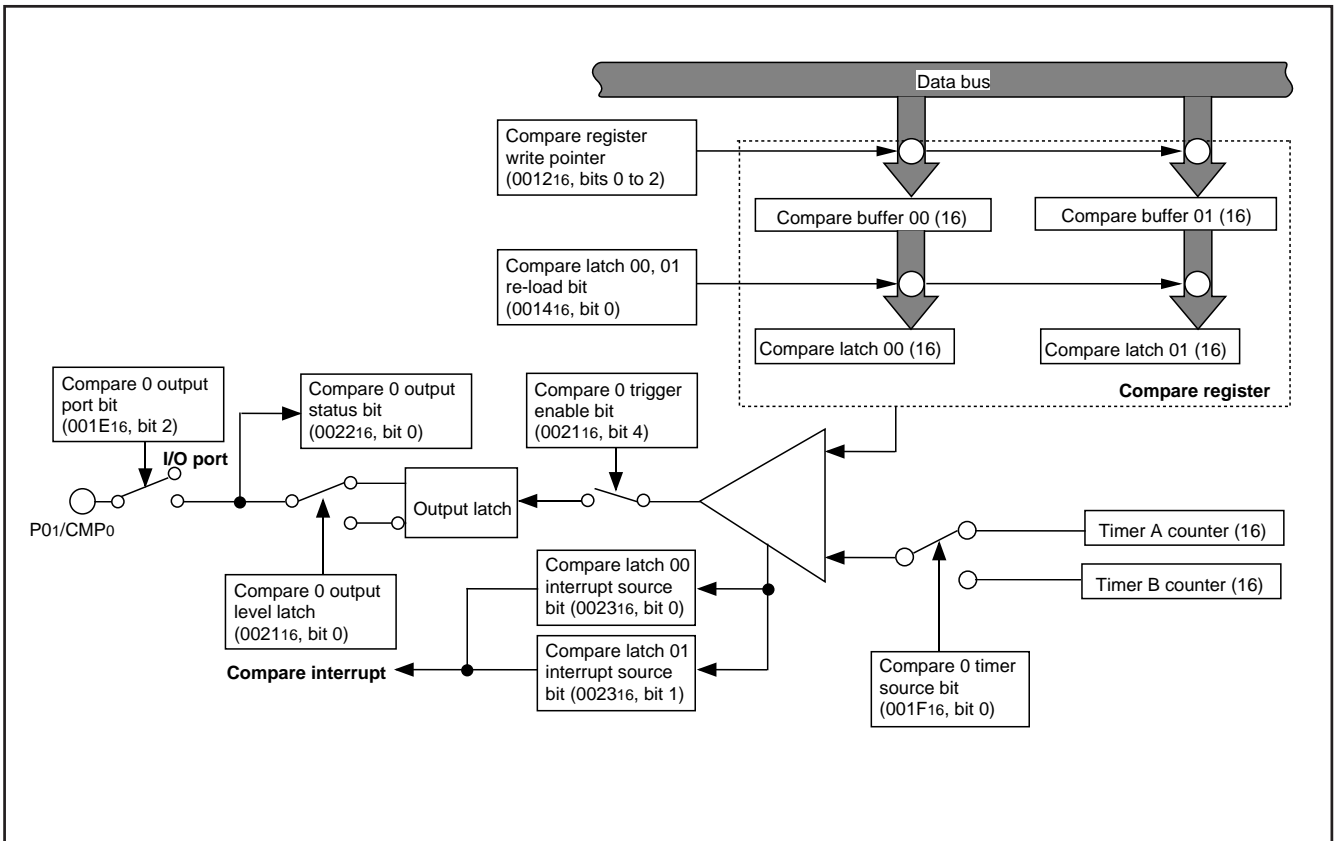 Data bus
Compare register
write pointer
(001216, bits 0 to 2)
Compare buffer 00 (16)
Compare buffer 01 (16)
Compare latch 00, 01
re-load bit
(001416, bit 0)
Compare latch 00 (16)
Compare latch 01 (16)
Compare register
Compare 0 output
port bit
(001E16, bit 2)
Compare 0 output
status bit
(002216, bit 0)
Compare 0 trigger
enable bit
(002116, bit 4)
I/O port
P01/CMP0
Output latch
Timer A counter (16)
Timer B counter (16)
Compare 0 output
level latch
(002116, bit 0)
Compare latch 00
interrupt source
bit (002316, bit 0)
Compare latch 01
interrupt source
bit (002316, bit 1)
Compare interrupt
Compare 0 timer
source bit
(001F16, bit 0)